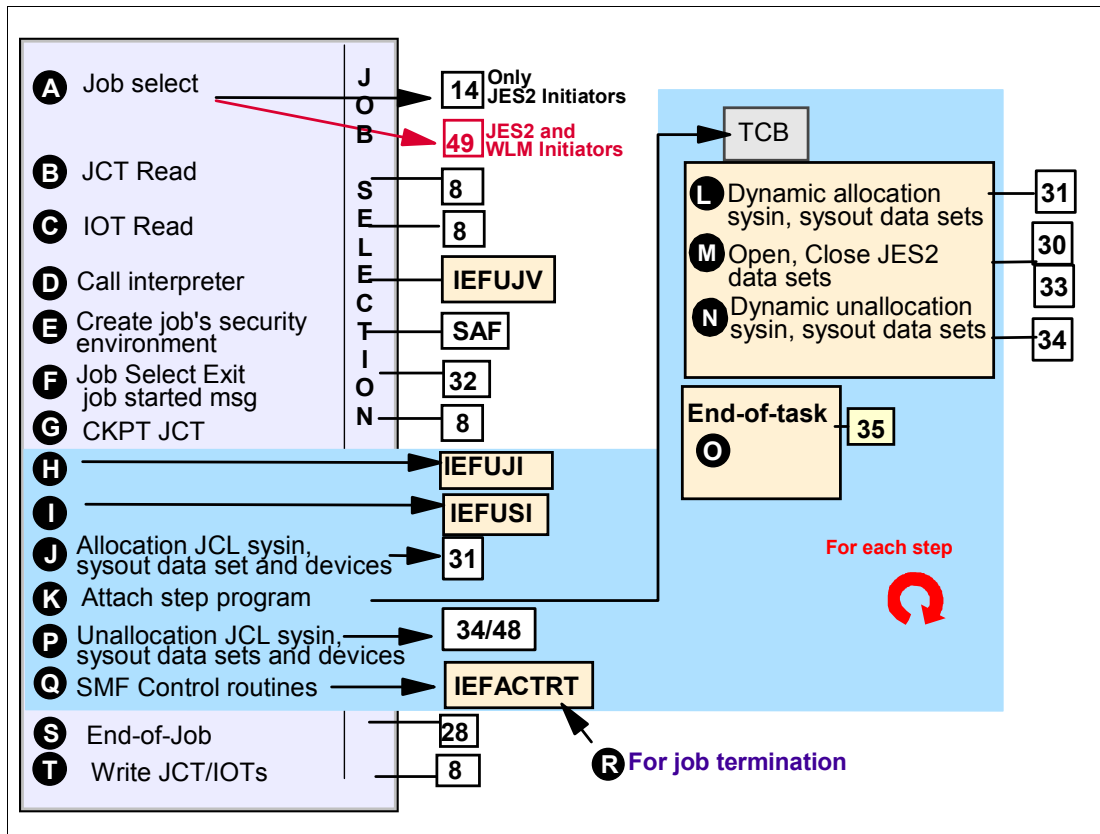 A Job select
14 Only
JES2 Initiators
49 JES2 and
WLM Initiators
JOB SELECTION
B JCT Read
8
C IOT Read
8
D Call interpreter
IEFUJV
E Create job's security
environment
SAF
F Job Select Exit
job started msg
32
G CKPT JCT
8
H
IEFUJI
I
IEFUSI
J Allocation JCL sysin,
sysout data set and devices
31
K Attach step program
TCB
L Dynamic allocation
sysin, sysout data sets
31
M Open, Close JES2
data sets
30
33
N Dynamic unallocation
sysin, sysout data sets
34
End-of-task
O
35
For each step
P Unallocation JCL sysin,
sysout data sets and devices
34/48
Q SMF Control routines
IEFACTRT
R For job termination
S End-of-Job
28
T Write JCT/IOTs
8